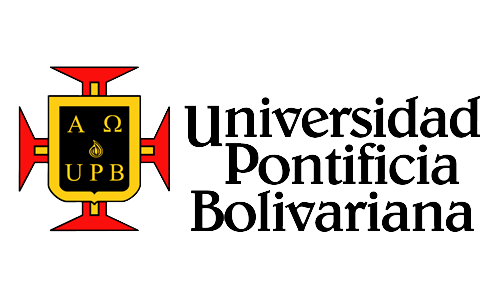 Α Ω
UPB
Universidad
Pontificia
Bolivariana